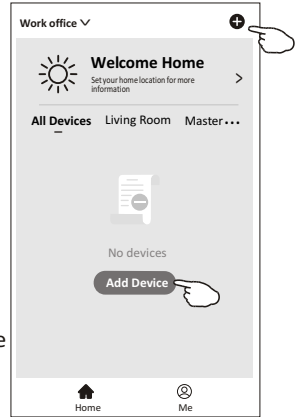 Work office
Welcome Home
Set your home location for more
information
All Devices Living Room Master...
No devices
Add Device
e
Home Me